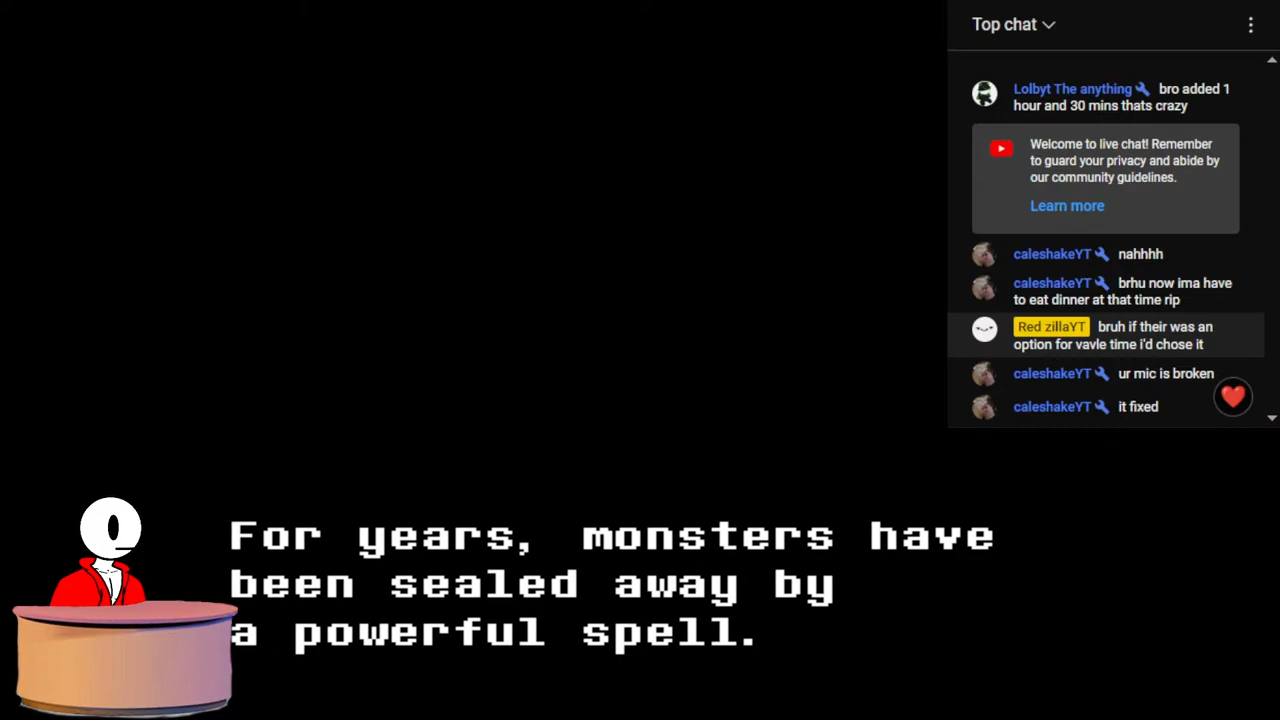 Top chat
Lolbyt The anything bro added 1
hour and 30 mins thats crazy
Welcome to live chat! Remember
to guard your privacy and abide by
our community guidelines.
Learn more
caleshakeYT nahhhh
caleshakeYT brhu now ima have
to eat dinner at that time rip
Red zillaYT bruh if their was an
option for vavle time i'd chose it
caleshakeYT ur mic is broken
caleshakeYT it fixed
For years, monsters have
been sealed away by
a powerful spell.